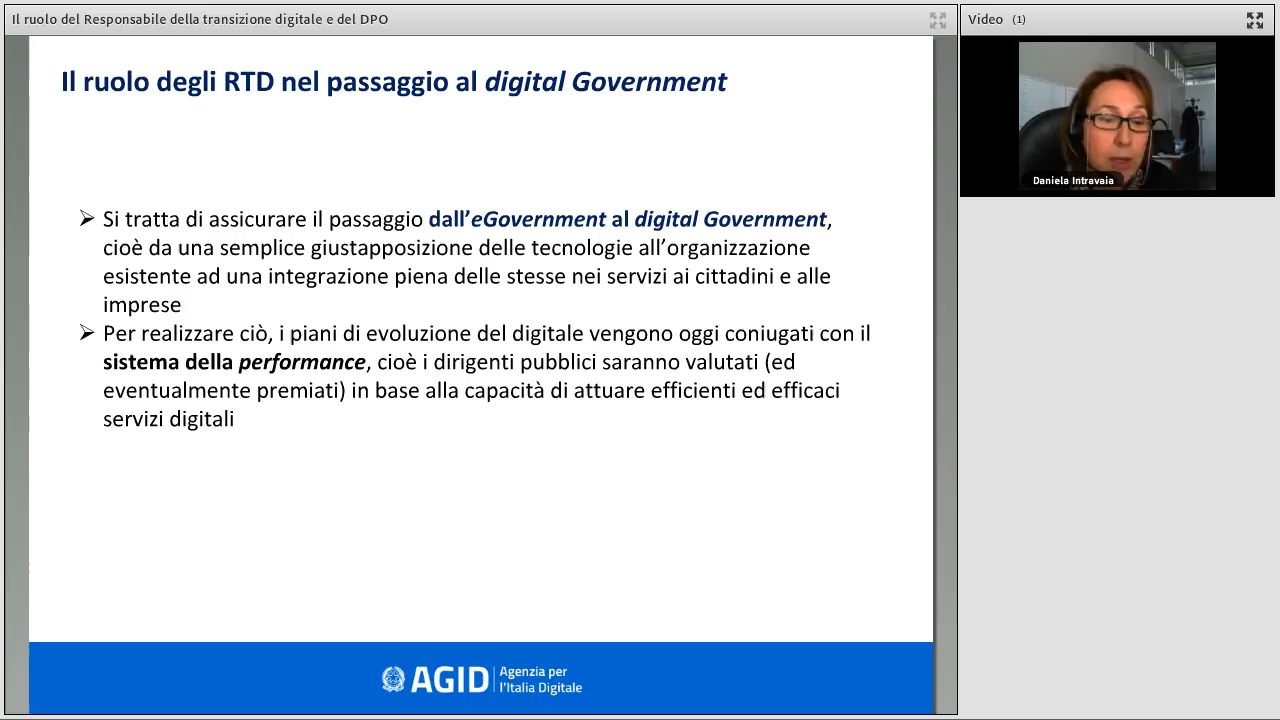 Il ruolo del Responsabile della transizione digitale e del DPO
Video (1)
Il ruolo degli RTD nel passaggio al digital Government
Daniela Intravaia
➢ Si tratta di assicurare il passaggio dall’eGovernment al digital Government,
cioè da una semplice giustapposizione delle tecnologie all’organizzazione
esistente ad una integrazione piena delle stesse nei servizi ai cittadini e alle
imprese
➢ Per realizzare ciò, i piani di evoluzione del digitale vengono oggi coniugati con il
sistema della performance, cioè i dirigenti pubblici saranno valutati (ed
eventualmente premiati) in base alla capacità di attuare efficienti ed efficaci
servizi digitali
AGID Agenzia per
l'Italia Digitale